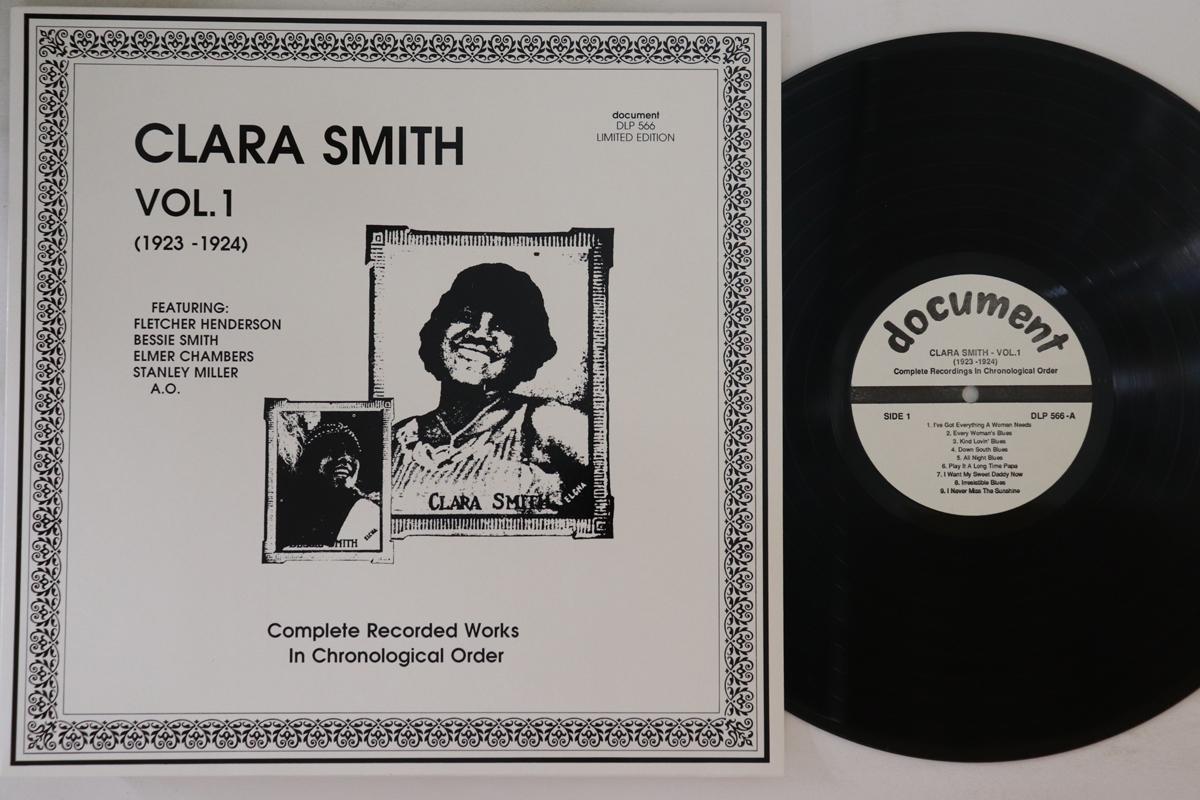 CLARA SMITH
VOL.1
(1923 -1924)
document
DLP 566
LIMITED EDITION
FEATURING:
FLETCHER HENDERSON
BESSIE SMITH
ELMER CHAMBERS
STANLEY MILLER
A.O.
CLARA SMITH
ELCHA
SMITH
ELCHA
Complete Recorded Works
In Chronological Order
document
CLARA SMITH - VOL.1
(1923 -1924)
Complete Recordings In Chronological Order
SIDE 1
DLP 566-A
1. I've Got Everything A Woman Needs
2. Every Woman's Blues
3. Kind Lovin' Blues
4. Down South Blues
5. All Night Blues
6. Play It A Long Time Papa
7. I Want My Sweet Daddy Now
8. Irresistible Blues
9. I Never Miss The Sunshine